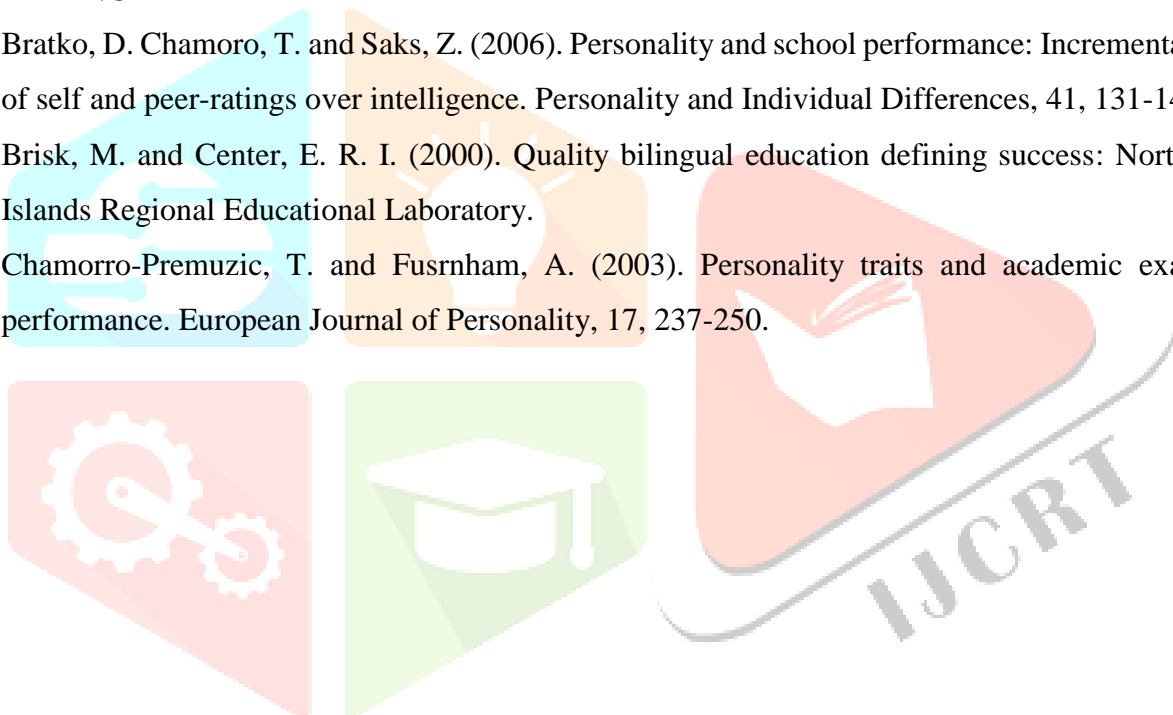 Bratko, D. Chamoro, T. and Saks, Z. (2006). Personality and school performance: Incrementa
of self and peer-ratings over intelligence. Personality and Individual Differences, 41, 131-14
Brisk, M. and Center, E. R. I. (2000). Quality bilingual education defining success: Nort
Islands Regional Educational Laboratory.
Chamorro-Premuzic, T. and Fusrnham, A. (2003). Personality traits and academic exa
performance. European Journal of Personality, 17, 237-250.
IJCRT